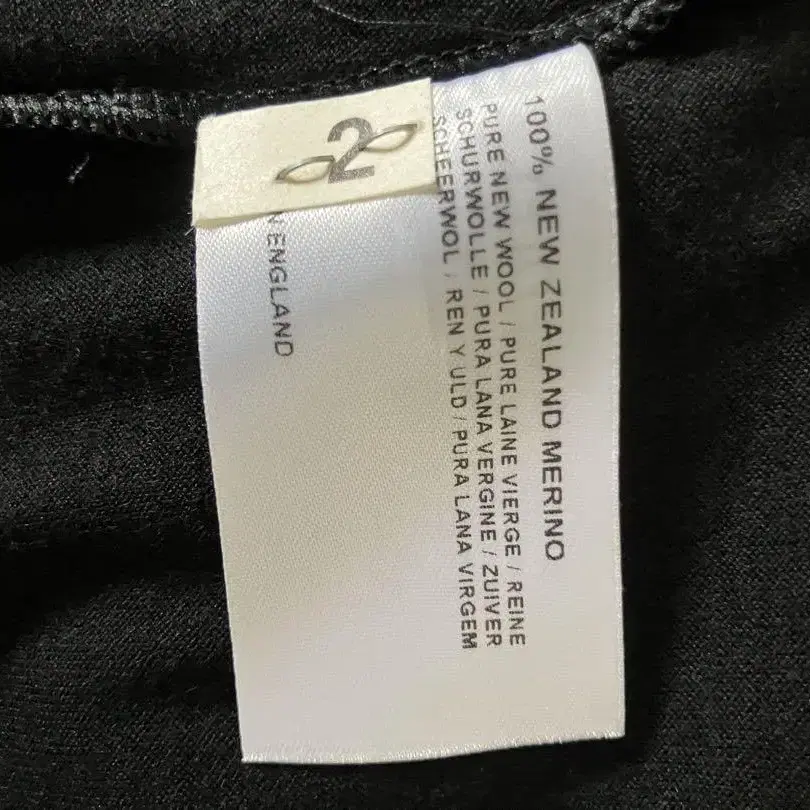 2
100% NEW ZEALAND MERINO
PURE NEW WOOL / PURE LAINE VIERGE / REINE
SCHURWOLLE / PURA LANA VERGINE / ZUIVER
SCHEERWOL / REN Y ULD / PURA LANA VIRGEM
ENGLAND